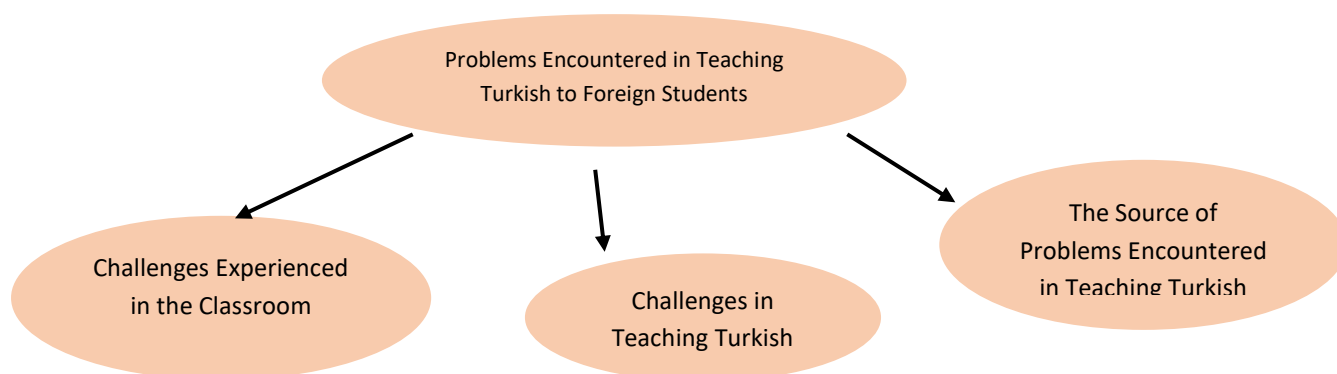 Problems Encountered in Teaching
Turkish to Foreign Students
Challenges Experienced
in the Classroom
Challenges in
Teaching Turkish
The Source of
Problems Encountered
in Teaching Turkish